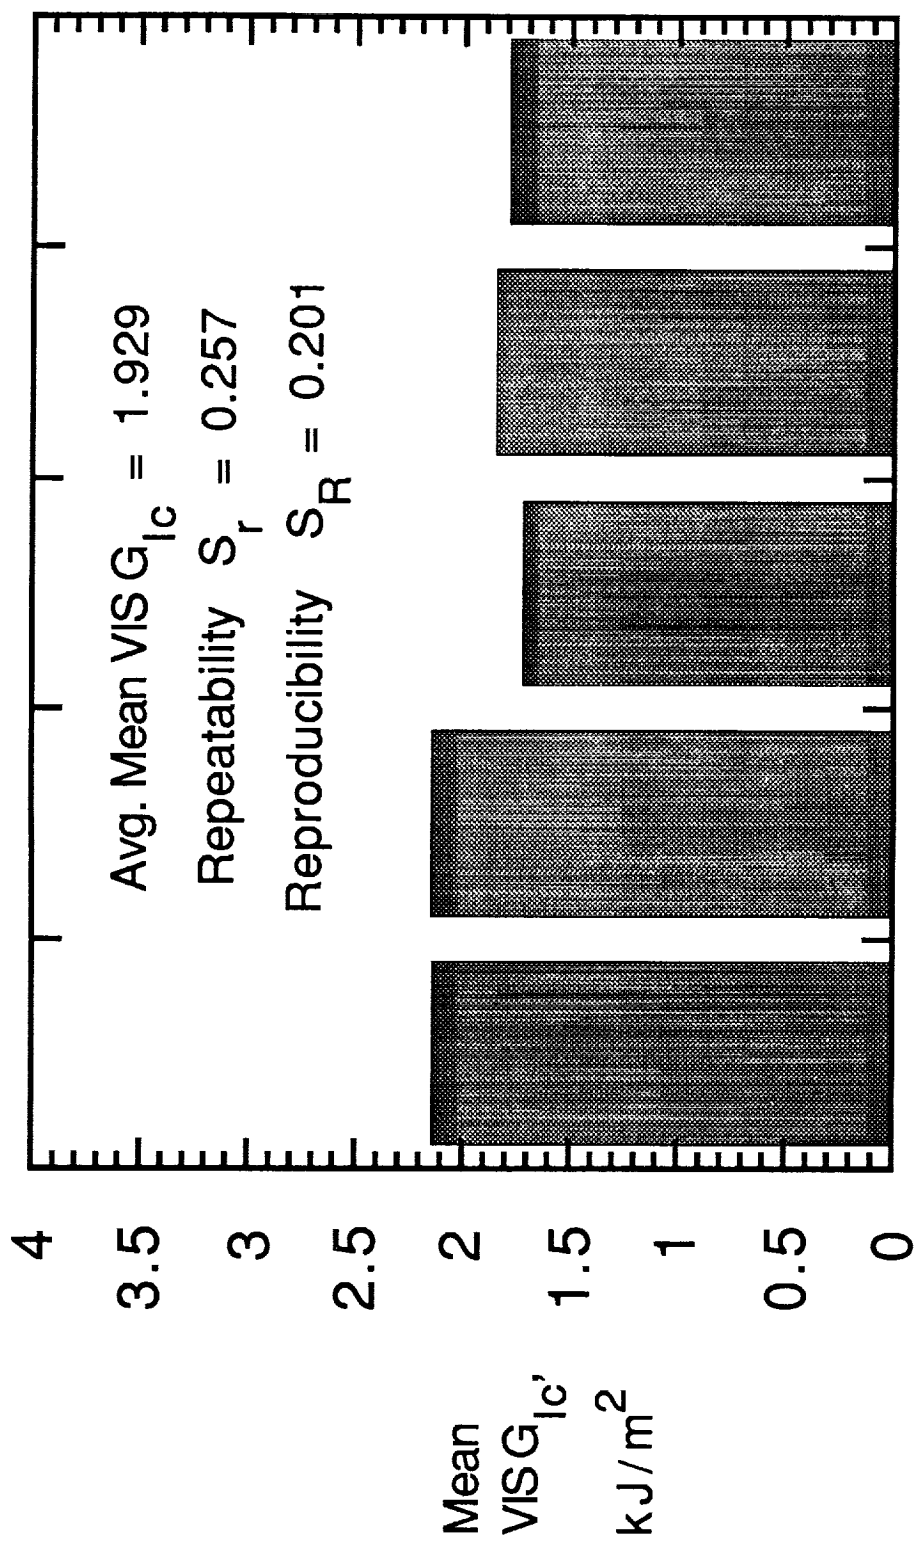 4
3.5
3
2.5
2
1.5
1
0.5
0
Mean
VIS G_Ic,
kJ/m²
Avg. Mean VIS G_Ic = 1.929
Repeatability S_r = 0.257
Reproducibility S_R = 0.201